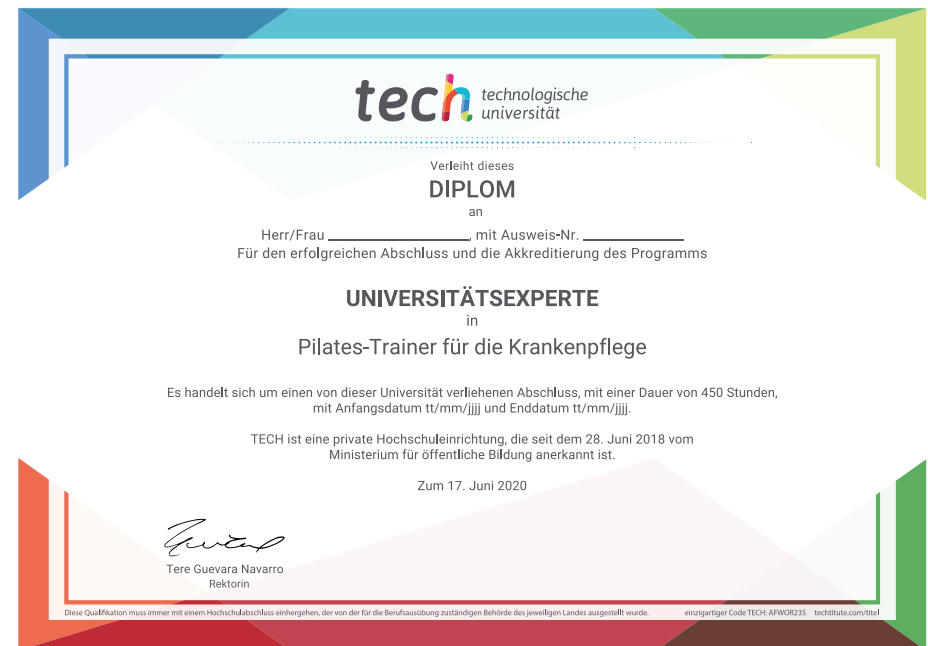 tech technologische
universität
Verleiht dieses
DIPLOM
an
Herr/Frau ____________________, mit Ausweis-Nr. ______________
Für den erfolgreichen Abschluss und die Akkreditierung des Programms
UNIVERSITÄTSEXPERTE
in
Pilates-Trainer für die Krankenpflege
Es handelt sich um einen von dieser Universität verliehenen Abschluss, mit einer Dauer von 450 Stunden,
mit Anfangsdatum tt/mm/jjjj und Enddatum tt/mm/jjjj.
TECH ist eine private Hochschuleinrichtung, die seit dem 28. Juni 2018 vom
Ministerium für öffentliche Bildung anerkannt ist.
Zum 17. Juni 2020
Tere Guevara Navarro
Rektorin
Diese Qualifikation muss immer mit einem Hochschulabschluss einhergehen, der von der für die Berufsausübung zuständigen Behörde des jeweiligen Landes ausgestellt wurde. einzigartiger Code TECH: AFWOR23S techtitute.com/titel